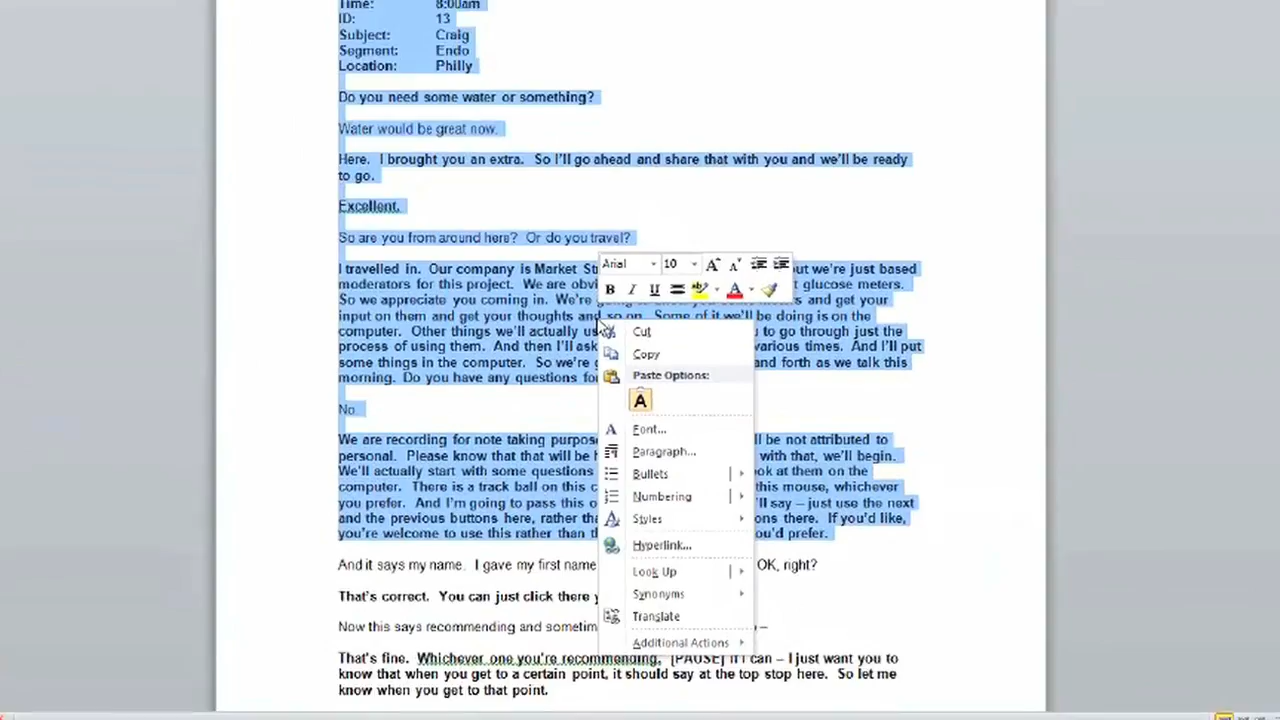 Time: 8:00am
ID: 13
Subject: Craig
Segment: Endo
Location: Philly
Do you need some water or something?
Water would be great now.
Here. I brought you an extra. So I'll go ahead and share that with you and we'll be ready
to go.
Excellent.
So are you from around here? Or do you travel?
Arial 10
I travelled in. Our company is Market but we're just based
moderators for this project. We are glucose meters.
So we appreciate you coming in. We're and get your
input on them and get your thoughts and so on. Some of it we'll be doing is on the
computer. Other things we'll actually to go through just the
process of using them. And then I'll ask various times. And I'll put
some things in the computer. So we're and forth as we talk this
morning. Do you have any questions
No.
We are recording for note taking be not attributed to
personal. Please know that that will be with that, we'll begin.
We'll actually start with some questions at them on the
computer. There is a track ball on this this mouse, whichever
you prefer. And I'm going to pass this say – just use the next
and the previous buttons here, rather there. If you'd like,
you're welcome to use this rather than you'd prefer.
And it says my name. I gave my first name OK, right?
That's correct. You can just click there
Now this says recommending and –
That's fine. Whichever one you're recommending. [PAUSE] If I can – I just want you to
know that when you get to a certain point, it should say at the top stop here. So let me
know when you get to that point.
Cut
Copy
Paste Options:
A
Font...
Paragraph...
Bullets
Numbering
Styles
Hyperlink...
Look Up
Synonyms
Translate
Additional Actions